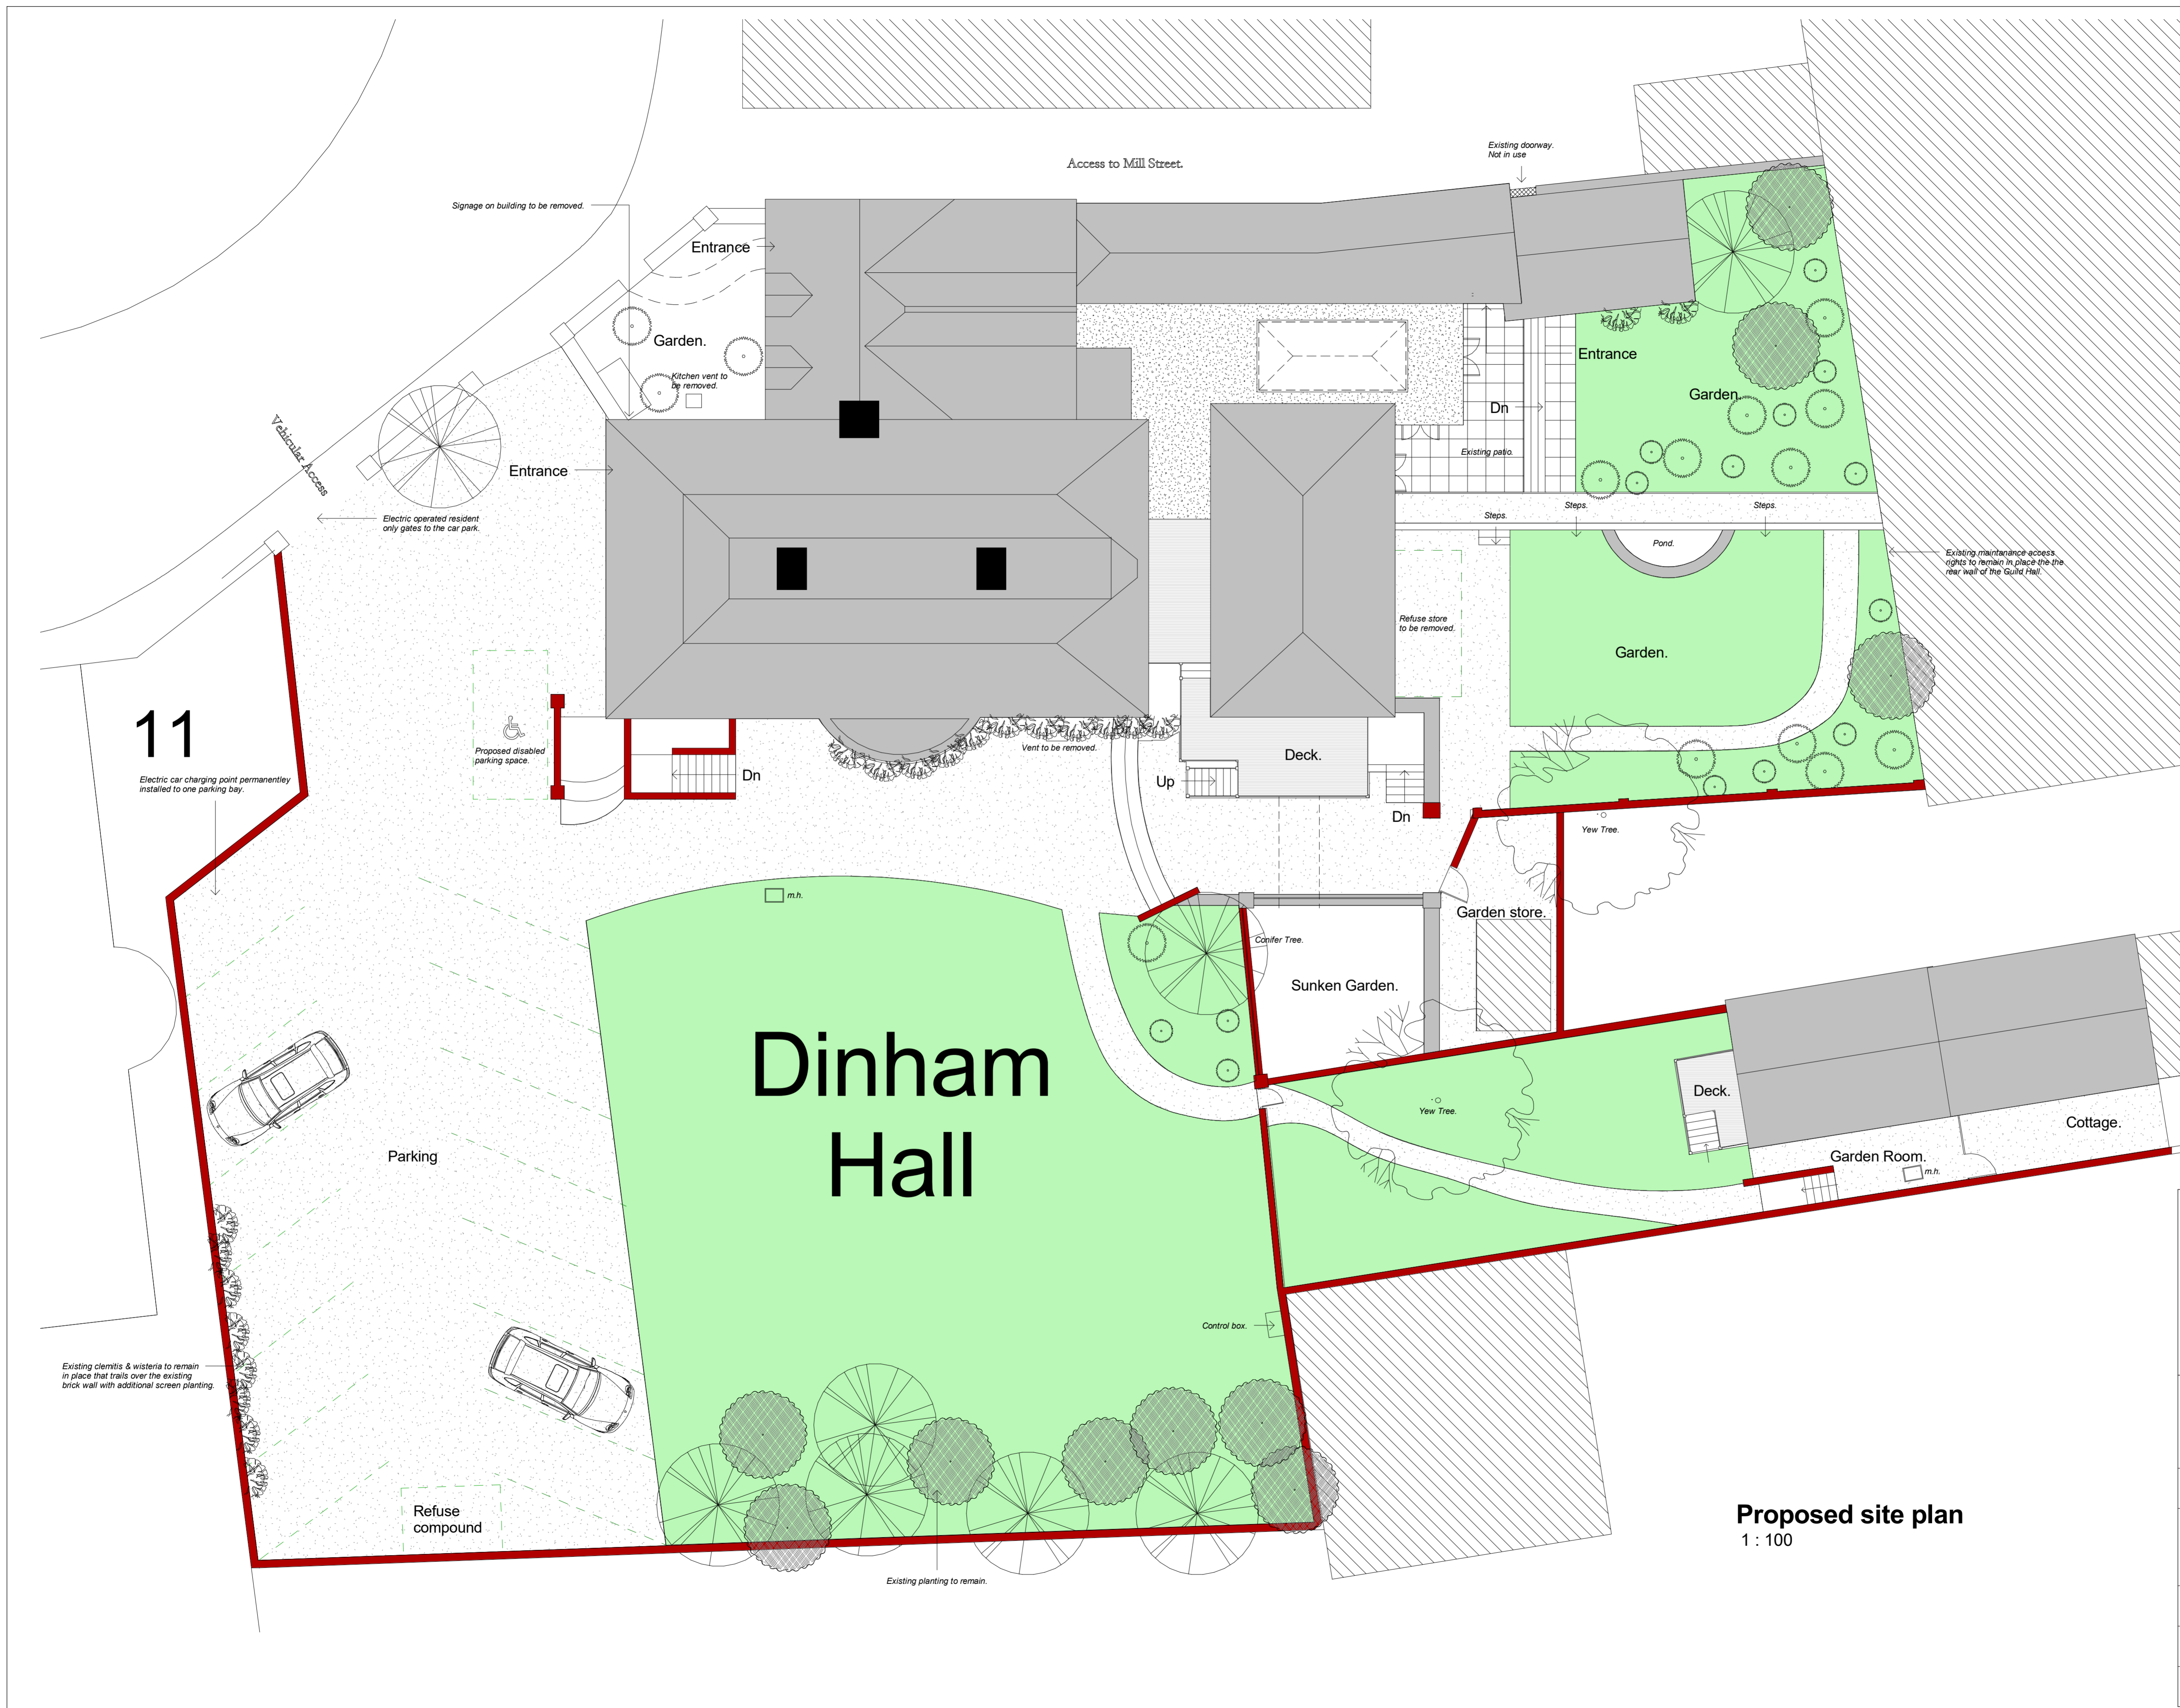 Access to Mill Street.
Existing doorway.
Not in use
Signage on building to be removed.
Entrance
Garden.
Kitchen vent to
be removed.
Entrance
Garden.
Dn
Vehicular Access
Entrance
Existing patio.
Electric operated resident
only gates to the car park.
Steps.
Steps.
Steps.
Pond.
Existing maintanance access
rights to remain in place the the
rear wall of the Guild Hall.
Refuse store
to be removed.
Garden.
11
Proposed disabled
parking space.
Vent to be removed.
Deck.
Electric car charging point permanentley
installed to one parking bay.
Dn
Up
Dn
Yew Tree.
m.h.
Garden store.
Conifer Tree.
Sunken Garden.
Dinham
Hall
Deck.
Yew Tree.
Cottage.
Parking
Garden Room.
m.h.
Control box.
Existing clemitis & wisteria to remain
in place that trails over the existing
brick wall with additional screen planting.
Refuse
compound
Proposed site plan
1 : 100
Existing planting to remain.